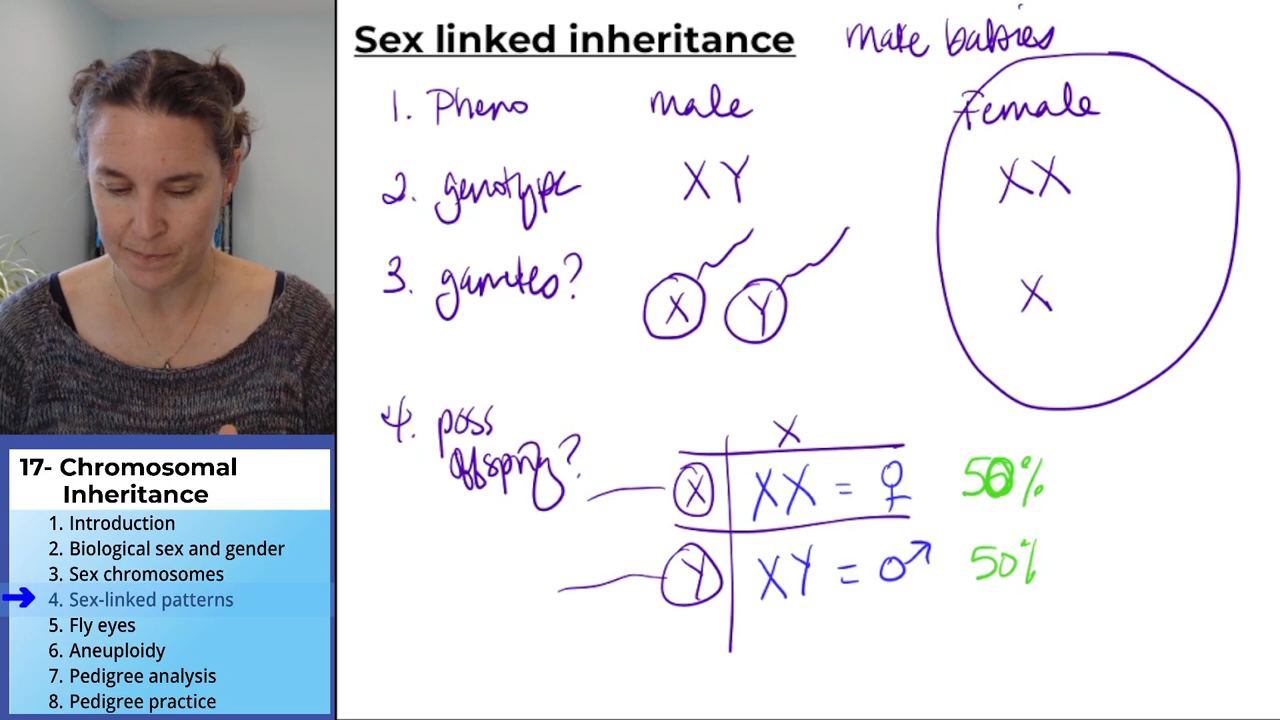 Sex linked inheritance
make babies
1. Pheno male Female
2. genotype XY XX
3. gametes? X Y X
4. poss offspring?
X
X XX = ♀ 50%
Y XY = ♂ 50%
17- Chromosomal
Inheritance
1. Introduction
2. Biological sex and gender
3. Sex chromosomes
4. Sex-linked patterns
5. Fly eyes
6. Aneuploidy
7. Pedigree analysis
8. Pedigree practice